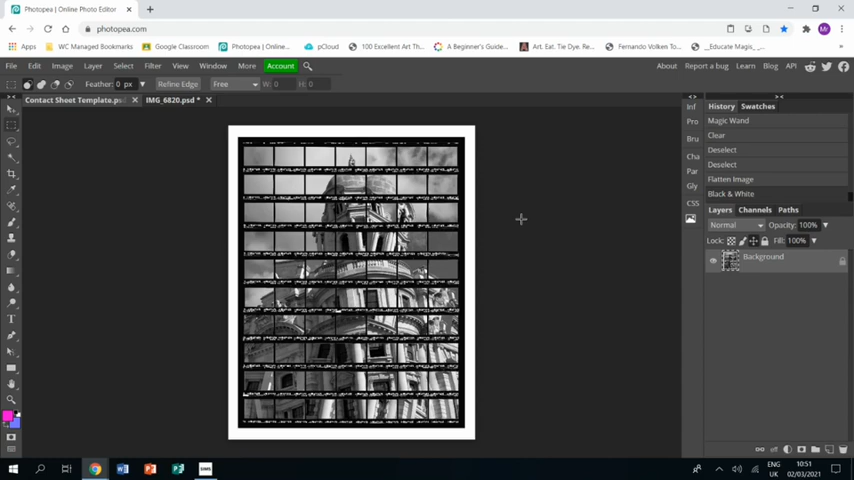 Photopea | Online Photo Editor
photopea.com
Apps
WC Managed Bookmarks
Google Classroom
Photopea | Online...
pCloud
100 Excellent Art Th...
A Beginner's Guide...
Art. Eat. Tie Dye. Re...
Fernando Volken To...
__Educate Magis_ -...
File Edit Image Layer Select Filter View Window More Account
About Report a bug Learn Blog API
Feather: 0 px Refine Edge Free W: 0 H: 0
Contact Sheet Template.psd
IMG_6820.psd *
Inf
Pro
Bru
Cha
Par
Gly
CSS
History Swatches
Magic Wand
Clear
Deselect
Deselect
Flatten Image
Black & White
Layers Channels Paths
Normal Opacity: 100%
Lock: Fill: 100%
Background
ENG
UK
10:51
02/03/2021